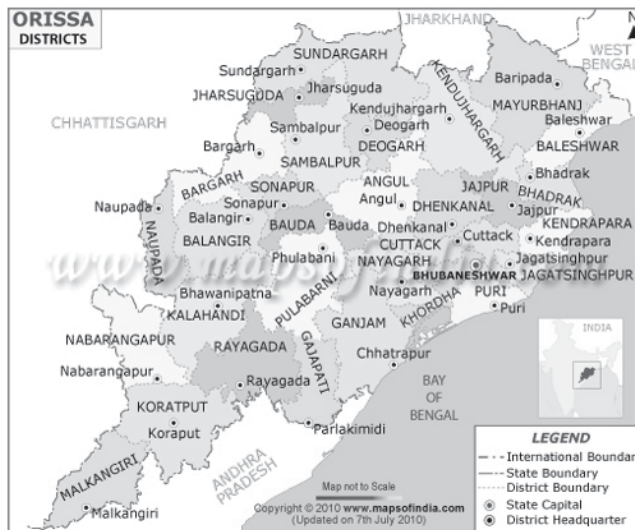 ORISSA
DISTRICTS
JHARKHAND
N
WEST
BENGAL
CHHATTISGARH
SUNDARGARH
Sundargarh
JHARSUGUDA
Jharsuguda
Kendujhargarh
KENDUJHARGARH
Baripada
MAYURBHANJ
Baleshwar
BALESHWAR
Sambalpur
Deogarh
DEOGARH
Bargarh
SAMBALPUR
BARGARH
SONAPUR
ANGUL
Angul
JAJPUR
Bhadrak
BHADRAK
Naupada
Sonapur
DHENKANAL
Jajpur
Balangir
BAUDA
Bauda
Dhenkanal
KENDRAPARA
NAUPADA
BALANGIR
Phulabani
CUTTACK
Cuttack
Kendrapara
NAYAGARH
Jagatsinghpur
www.mapsofindia.com
BHUBANESHWAR
JAGATSINGHPUR
Bhawanipatna
PULABARNI
Nayagarh
PURI
KALAHANDI
KHORDHA
Puri
NABARANGAPUR
GANJAM
RAYAGADA
GAJAPATI
Nabarangapur
Rayagada
Chhatrapur
INDIA
KORATPUT
BAY
OF
BENGAL
Koraput
Parlakimidi
MALKANGIRI
Malkangiri
ANDHRA
PRADESH
Map not to Scale
Copyright © 2010 www.mapsofindia.com
(Updated on 7th July 2010)
LEGEND
International Boundar
State Boundary
District Boundary
State Capital
District Headquarter